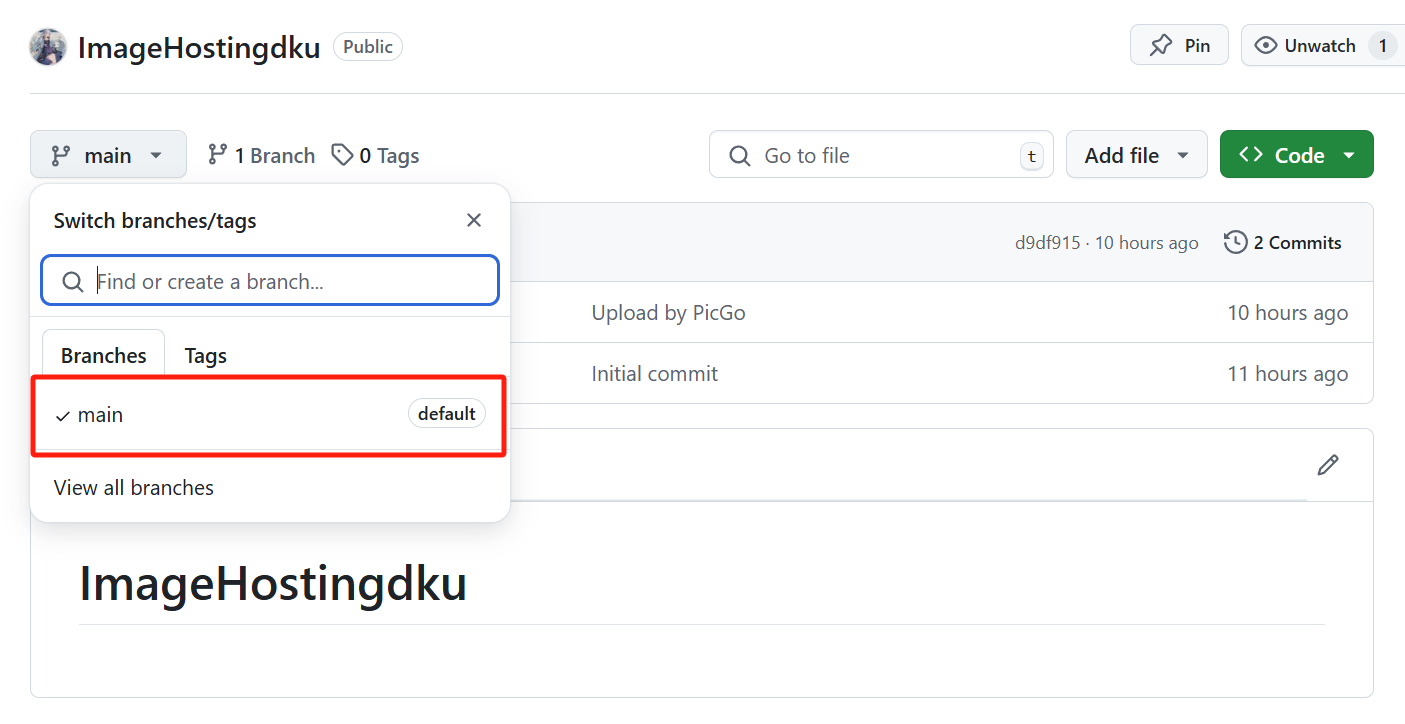 ImageHostingdku Public Pin Unwatch 1
main 1 Branch 0 Tags Go to file t Add file Code
Switch branches/tags
d9df915 · 10 hours ago 2 Commits
Find or create a branch...
Upload by PicGo 10 hours ago
Branches Tags
Initial commit 11 hours ago
main default
View all branches
ImageHostingdku